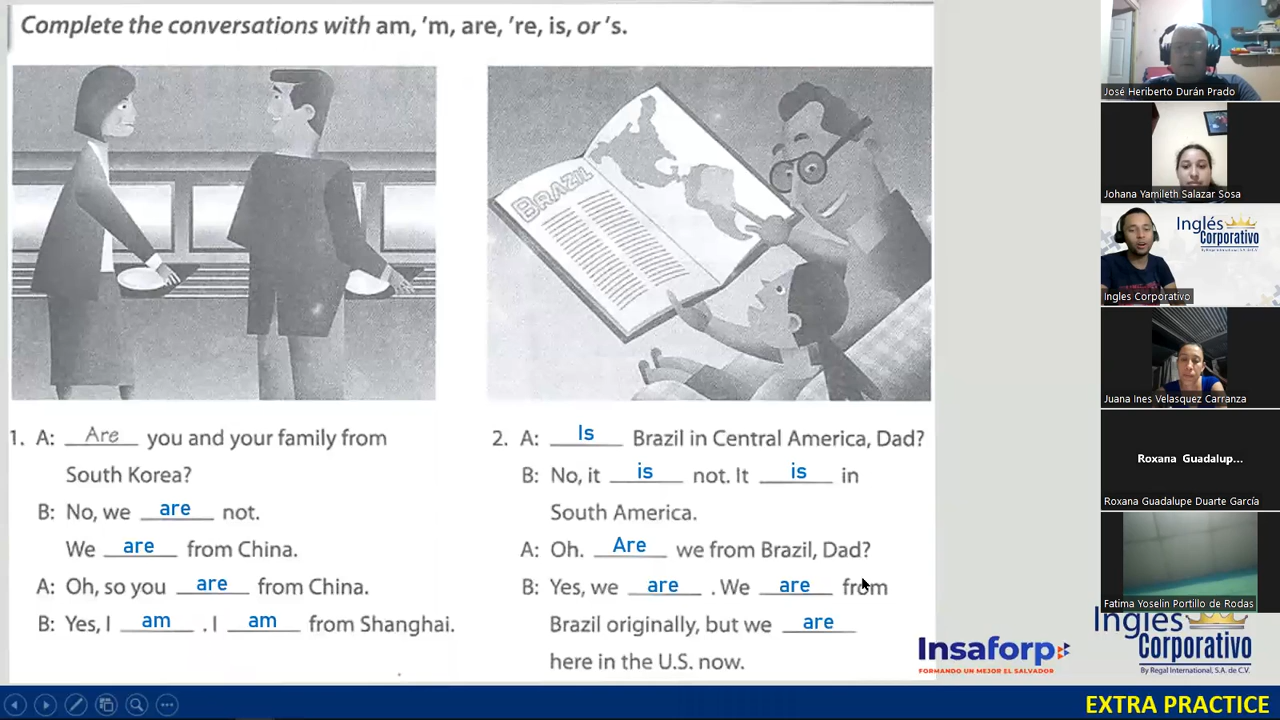 Complete the conversations with am, 'm, are, 're, is, or 's.
BRAZIL
1. A: Are you and your family from
South Korea?
B: No, we are not.
We are from China.
A: Oh, so you are from China.
B: Yes, I am . I am from Shanghai.
2. A: Is Brazil in Central America, Dad?
B: No, it is not. It is in
South America.
A: Oh. Are we from Brazil, Dad?
B: Yes, we are . We are from
Brazil originally, but we are
here in the U.S. now.
José Heriberto Durán Prado
Johana Yamileth Salazar Sosa
Inglés
Corporativo
Ingles Corporativo
Juana Ines Velasquez Carranza
Roxana Guadalup...
Roxana Guadalupe Duarte García
Fatima Yoselin Portillo de Rodas
Insaforp
FORMANDO UN MEJOR EL SALVADOR
Inglés
Corporativo
By Regal International, S.A. de C.V.
EXTRA PRACTICE